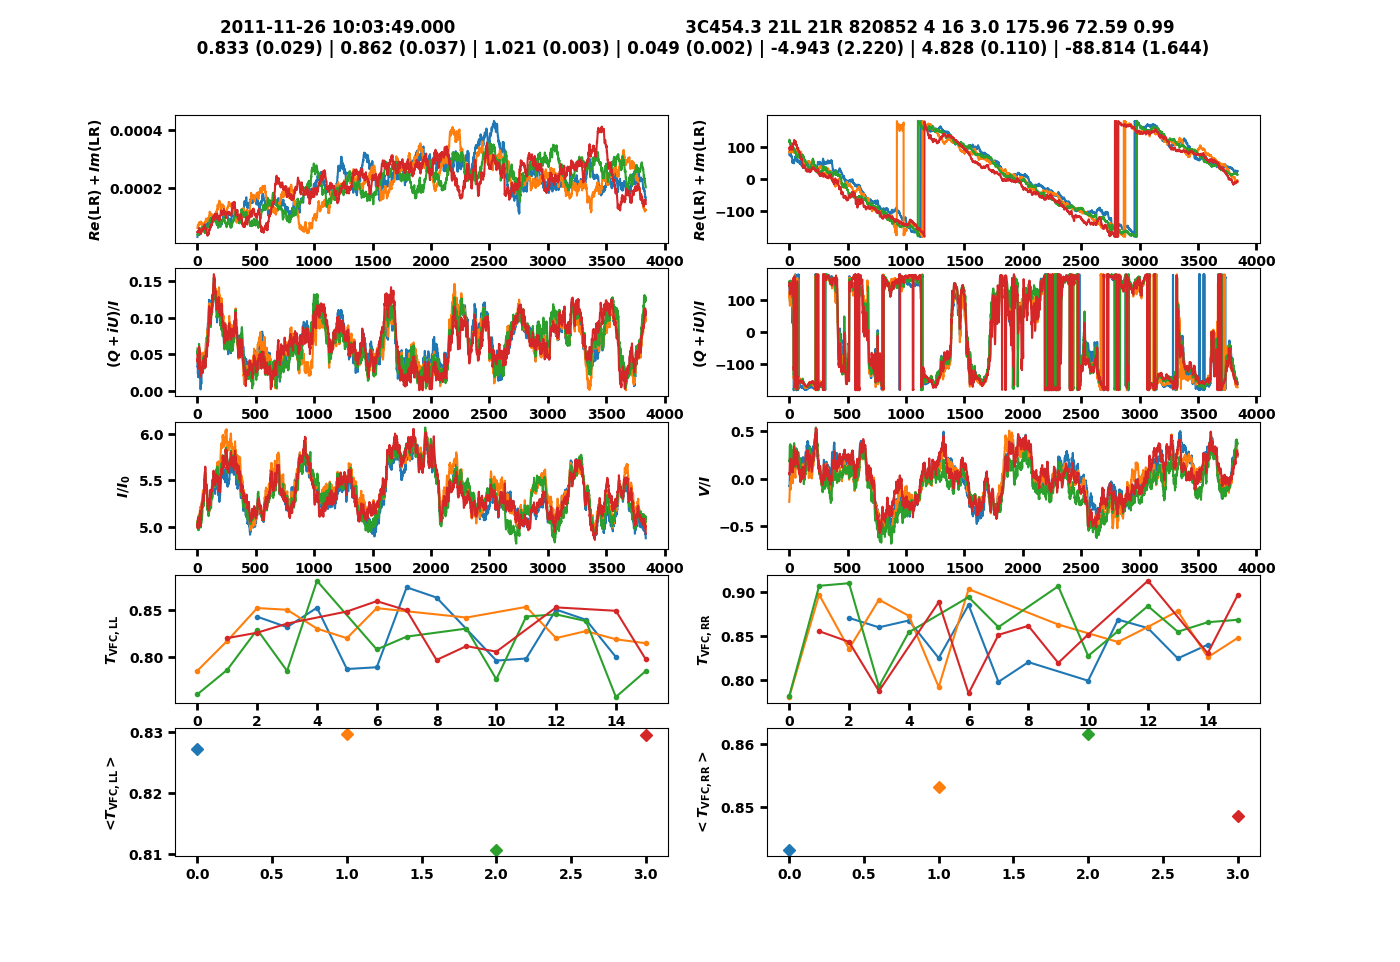 2011-11-26 10:03:49.000 3C454.3 21L 21R 820852 4 16 3.0 175.96 72.59 0.99
0.833 (0.029) | 0.862 (0.037) | 1.021 (0.003) | 0.049 (0.002) | -4.943 (2.220) | 4.828 (0.110) | -88.814 (1.644)
Re(LR) + Im(LR)
0.0004
0.0002
0 500 1000 1500 2000 2500 3000 3500 4000
Re(LR) + Im(LR)
100
0
−100
0 500 1000 1500 2000 2500 3000 3500 4000
(Q + iU)/I
0.15
0.10
0.05
0.00
0 500 1000 1500 2000 2500 3000 3500 4000
(Q + iU)/I
100
0
−100
0 500 1000 1500 2000 2500 3000 3500 4000
I/I0
6.0
5.5
5.0
0 500 1000 1500 2000 2500 3000 3500 4000
V/I
0.5
0.0
−0.5
0 500 1000 1500 2000 2500 3000 3500 4000
TVFC, LL
0.85
0.80
0 2 4 6 8 10 12 14
TVFC, RR
0.90
0.85
0.80
0 2 4 6 8 10 12 14
<TVFC, LL >
0.83
0.82
0.81
0.0 0.5 1.0 1.5 2.0 2.5 3.0
< TVFC, RR >
0.86
0.85
0.0 0.5 1.0 1.5 2.0 2.5 3.0